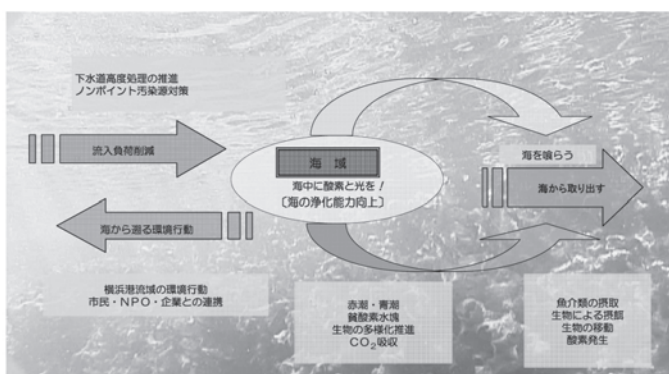 下水道高度処理の推進
ノンポイント汚染源対策
流入負荷削減
海域
海中に酸素と光を！
〔海の浄化能力向上〕
海を喰らう
海から取り出す
海から遡る環境行動
横浜港流域の環境行動
市民・NPO・企業との連携
赤潮・青潮
貧酸素水塊
生物の多様化推進
CO₂吸収
魚介類の摂取
生物による摂餌
生物の移動
酸素発生